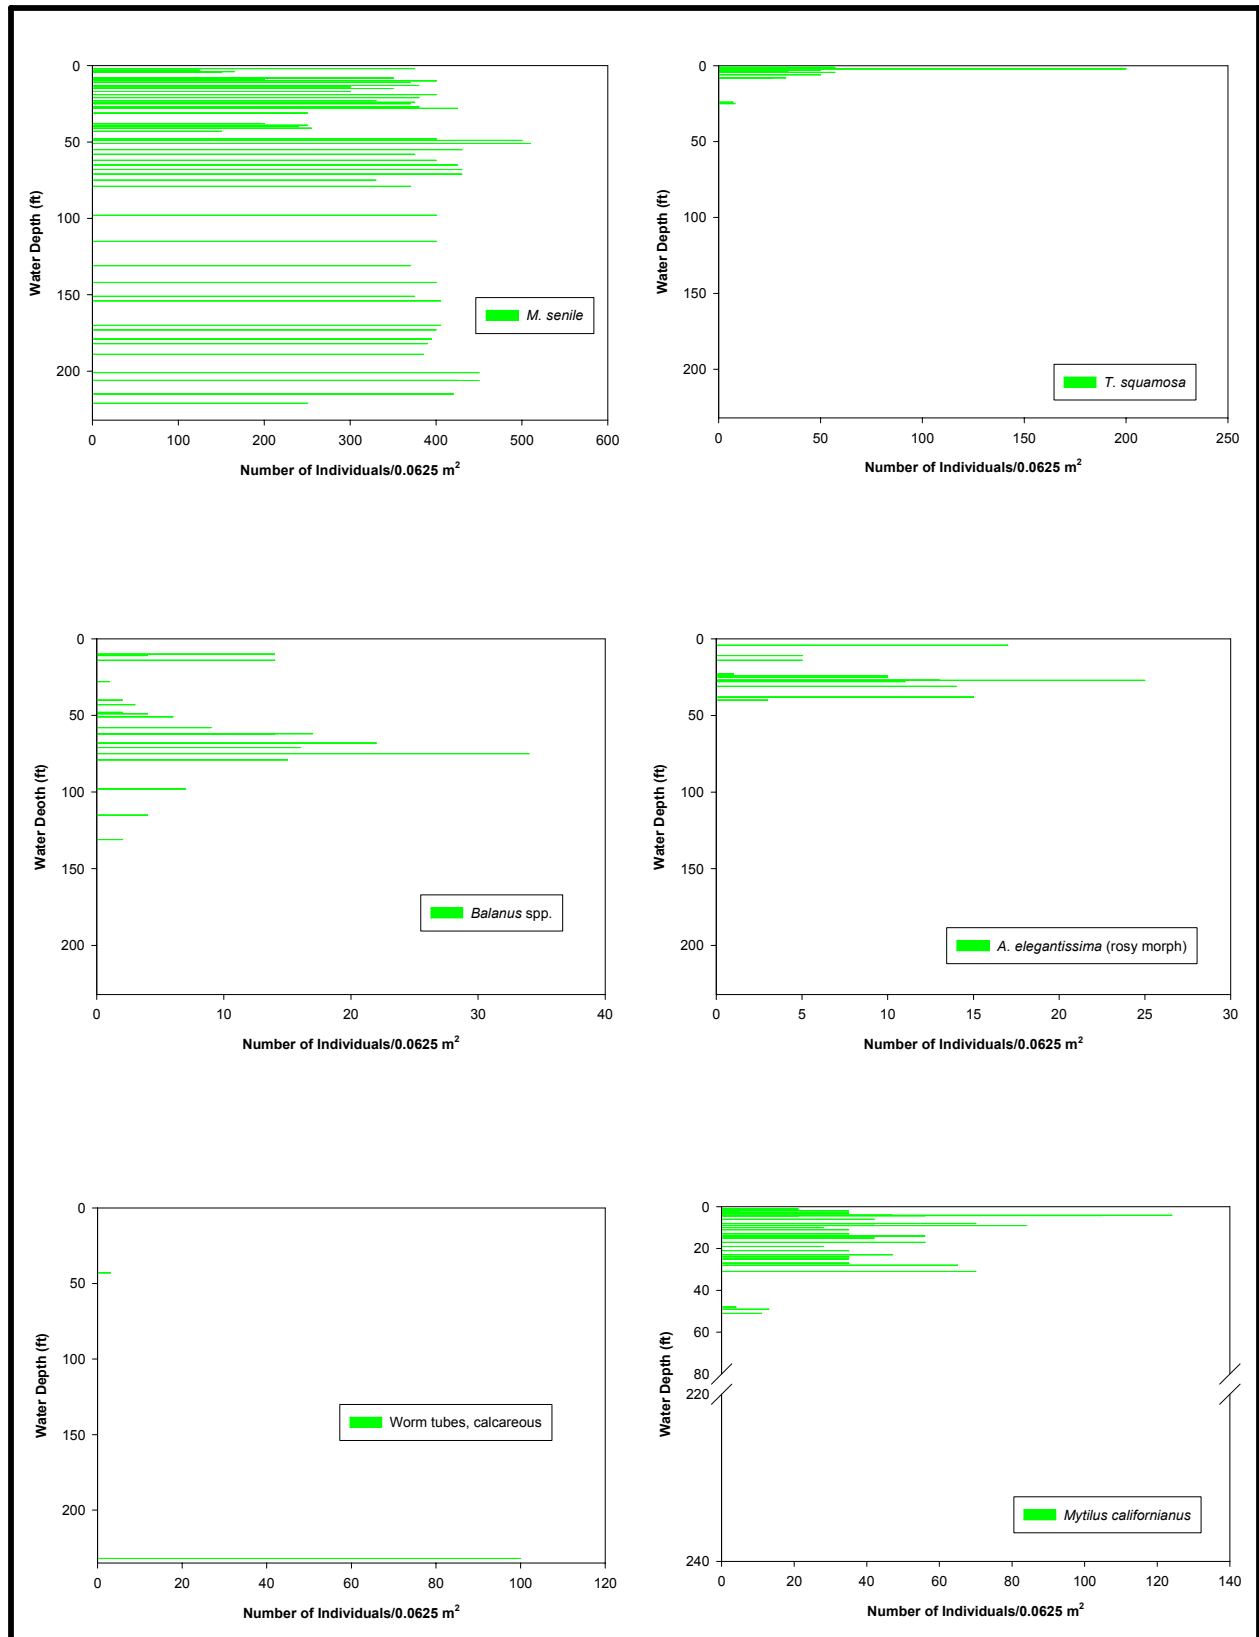 0
50
100
150
200
Water Depth (ft)
M. senile
0 100 200 300 400 500 600
Number of Individuals/0.0625 m²
0
50
100
150
200
Water Depth (ft)
T. squamosa
0 50 100 150 200 250
Number of Individuals/0.0625 m²
0
50
100
150
200
Water Deoth (ft)
Balanus spp.
0 10 20 30 40
Number of Individuals/0.0625 m²
0
50
100
150
200
Water Depth (ft)
A. elegantissima (rosy morph)
0 5 10 15 20 25 30
Number of Individuals/0.0625 m²
0
50
100
150
200
Water Depth (ft)
Worm tubes, calcareous
0 20 40 60 80 100 120
Number of Individuals/0.0625 m²
0
20
40
60
80
220
240
Water Depth (ft)
Mytilus californianus
0 20 40 60 80 100 120 140
Number of Individuals/0.0625 m²